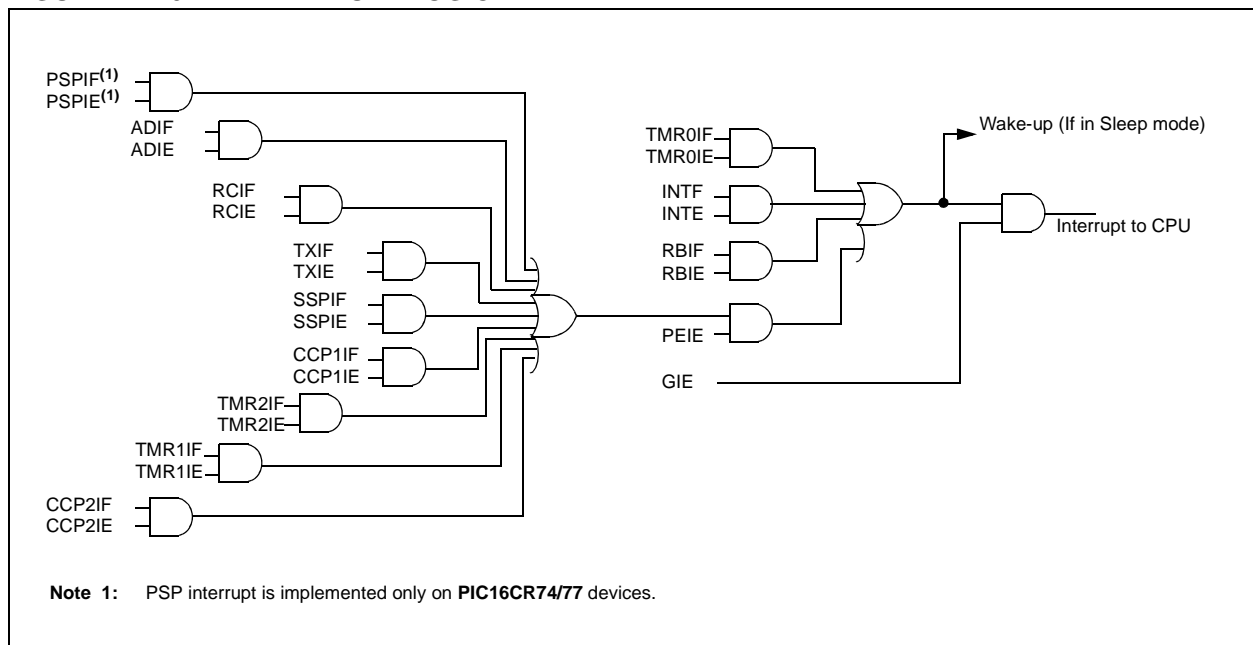 PSPIF(1)
PSPIE(1)
ADIF
ADIE
RCIF
RCIE
TXIF
TXIE
SSPIF
SSPIE
CCP1IF
CCP1IE
TMR2IF
TMR2IE
TMR1IF
TMR1IE
CCP2IF
CCP2IE
TMR0IF
TMR0IE
INTF
INTE
RBIF
RBIE
PEIE
GIE
Wake-up (If in Sleep mode)
Interrupt to CPU
Note 1: PSP interrupt is implemented only on PIC16CR74/77 devices.